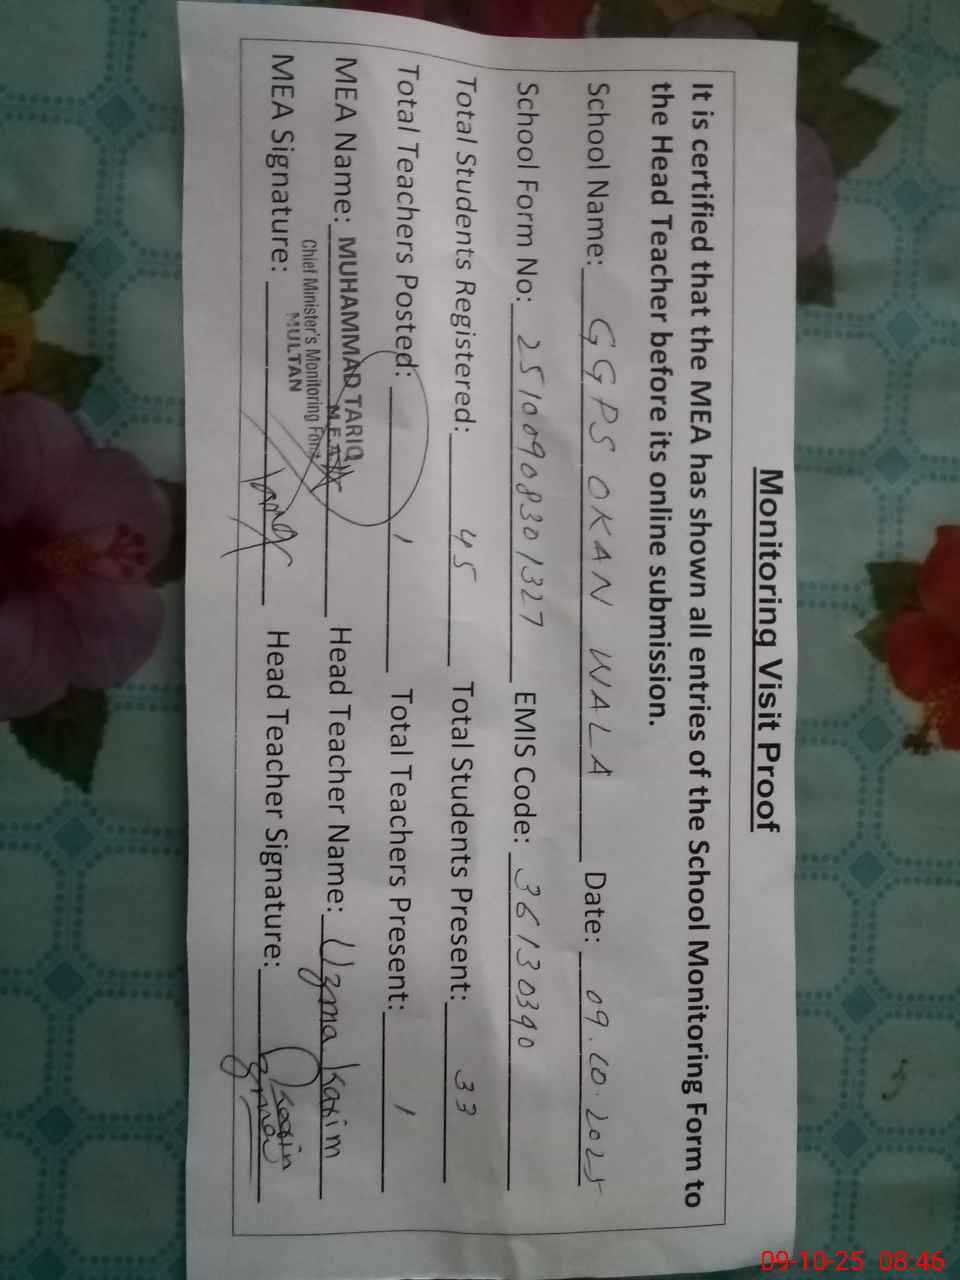 Monitoring Visit Proof
It is certified that the MEA has shown all entries of the School Monitoring Form to
the Head Teacher before its online submission.
School Name: GGPS OKAN WALA Date: 09.10.2025
School Form No: 25100908301327 EMIS Code: 36130390
Total Students Registered: 45 Total Students Present: 33
Total Teachers Posted: 1 Total Teachers Present: 1
MEA Name: MUHAMMAD TARIQ Head Teacher Name: Uzma Karim
M.E.A
Chief Minister's Monitoring Force
MULTAN
MEA Signature: Tariq Head Teacher Signature: Uzma Karim
09-10-25 08:46